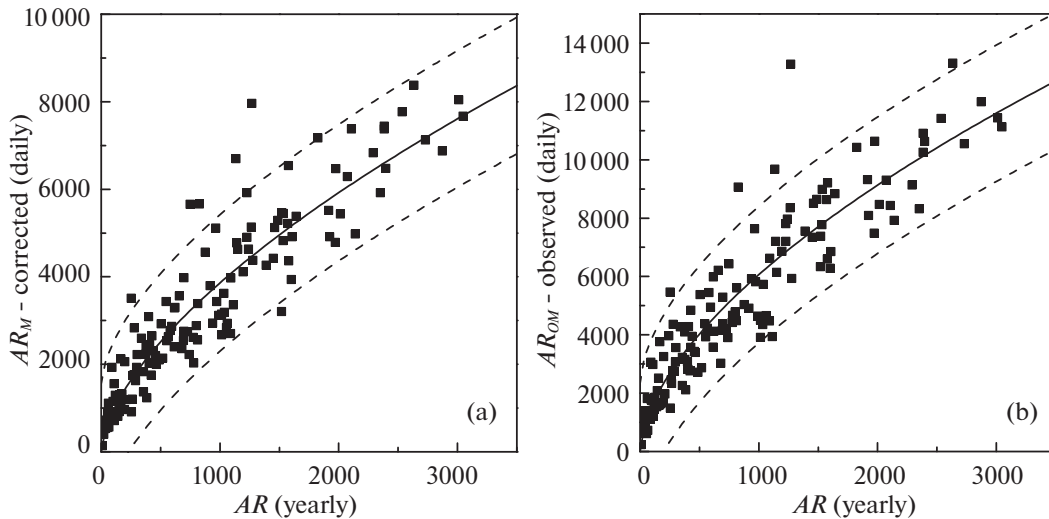 10 000
8000
6000
4000
2000
0
AR_M - corrected (daily)
(a)
0 1000 2000 3000
AR (yearly)
14 000
12 000
10 000
8000
6000
4000
2000
0
AR_OM - observed (daily)
(b)
0 1000 2000 3000
AR (yearly)